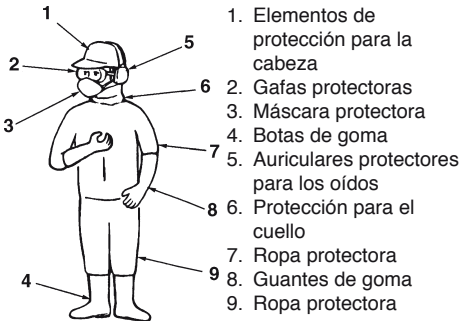 1
2
3
4
5
6
7
8
9
1. Elementos de
protección para la
cabeza
2. Gafas protectoras
3. Máscara protectora
4. Botas de goma
5. Auriculares protectores
para los oídos
6. Protección para el
cuello
7. Ropa protectora
8. Guantes de goma
9. Ropa protectora